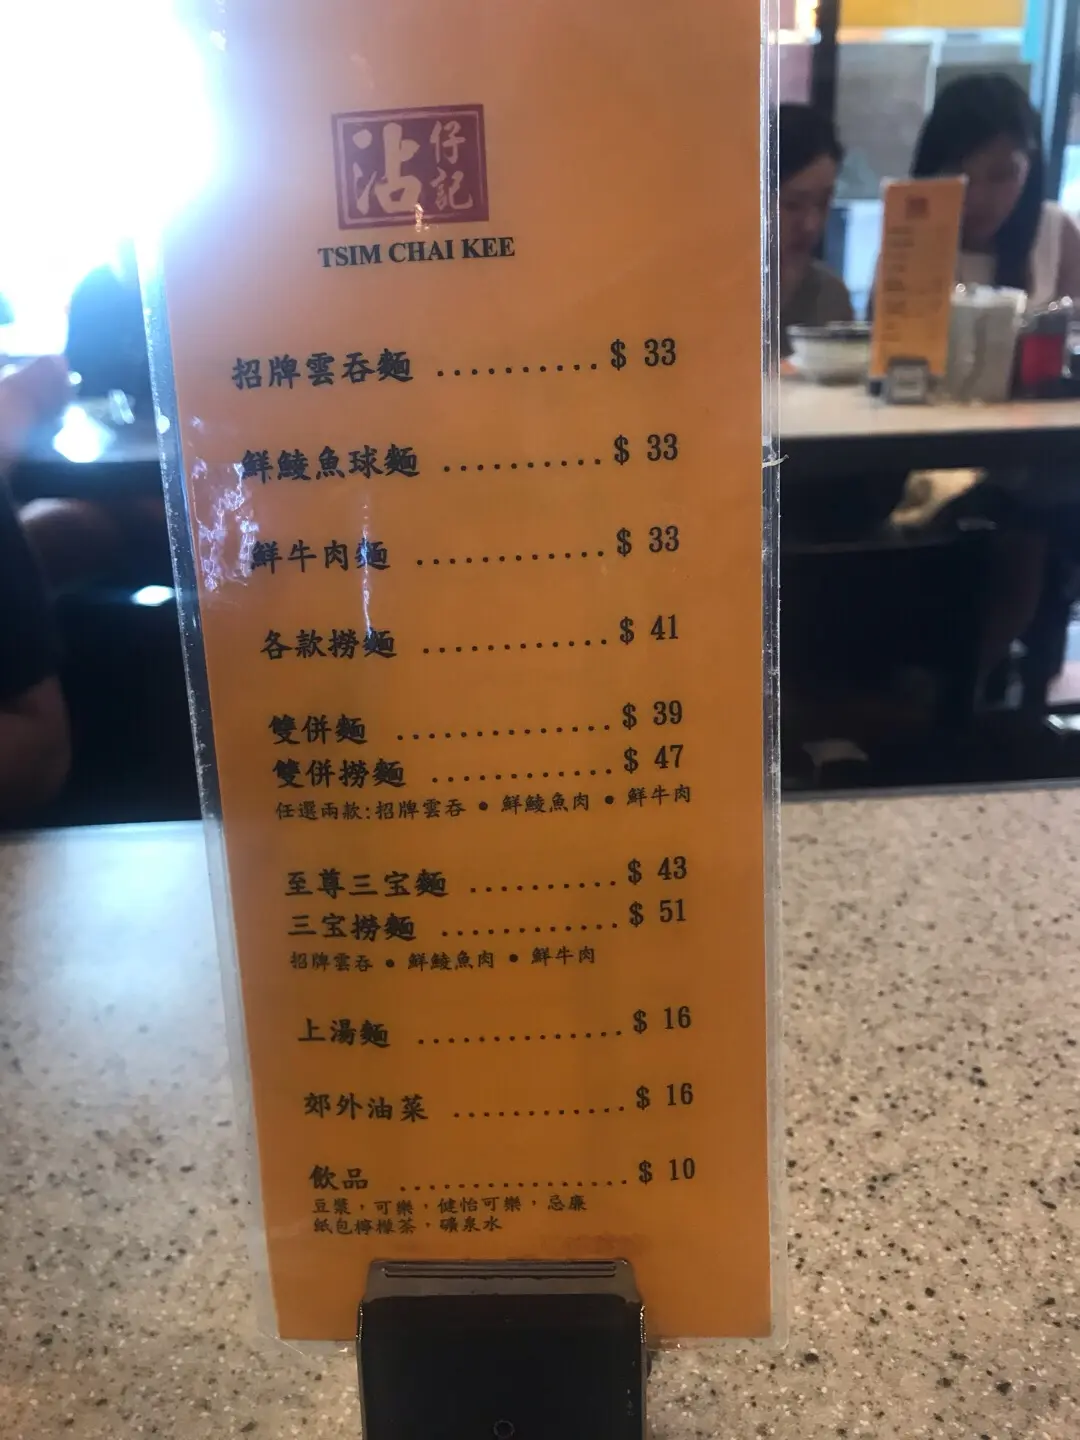 沾仔記
TSIM CHAI KEE
招牌雲吞麵 .......... $ 33
鮮鯪魚球麵 .......... $ 33
鮮牛肉麵 ............ $ 33
各款撈麵 ............ $ 41
雙併麵 .............. $ 39
雙併撈麵 ............ $ 47
任選兩款:招牌雲吞 • 鮮鯪魚肉 • 鮮牛肉
至尊三宝麵 .......... $ 43
三宝撈麵 ............ $ 51
招牌雲吞 • 鮮鯪魚肉 • 鮮牛肉
上湯麵 .............. $ 16
郊外油菜 ............ $ 16
飲品 ................ $ 10
豆漿，可樂，健怡可樂，忌廉
紙包檸檬茶，礦泉水